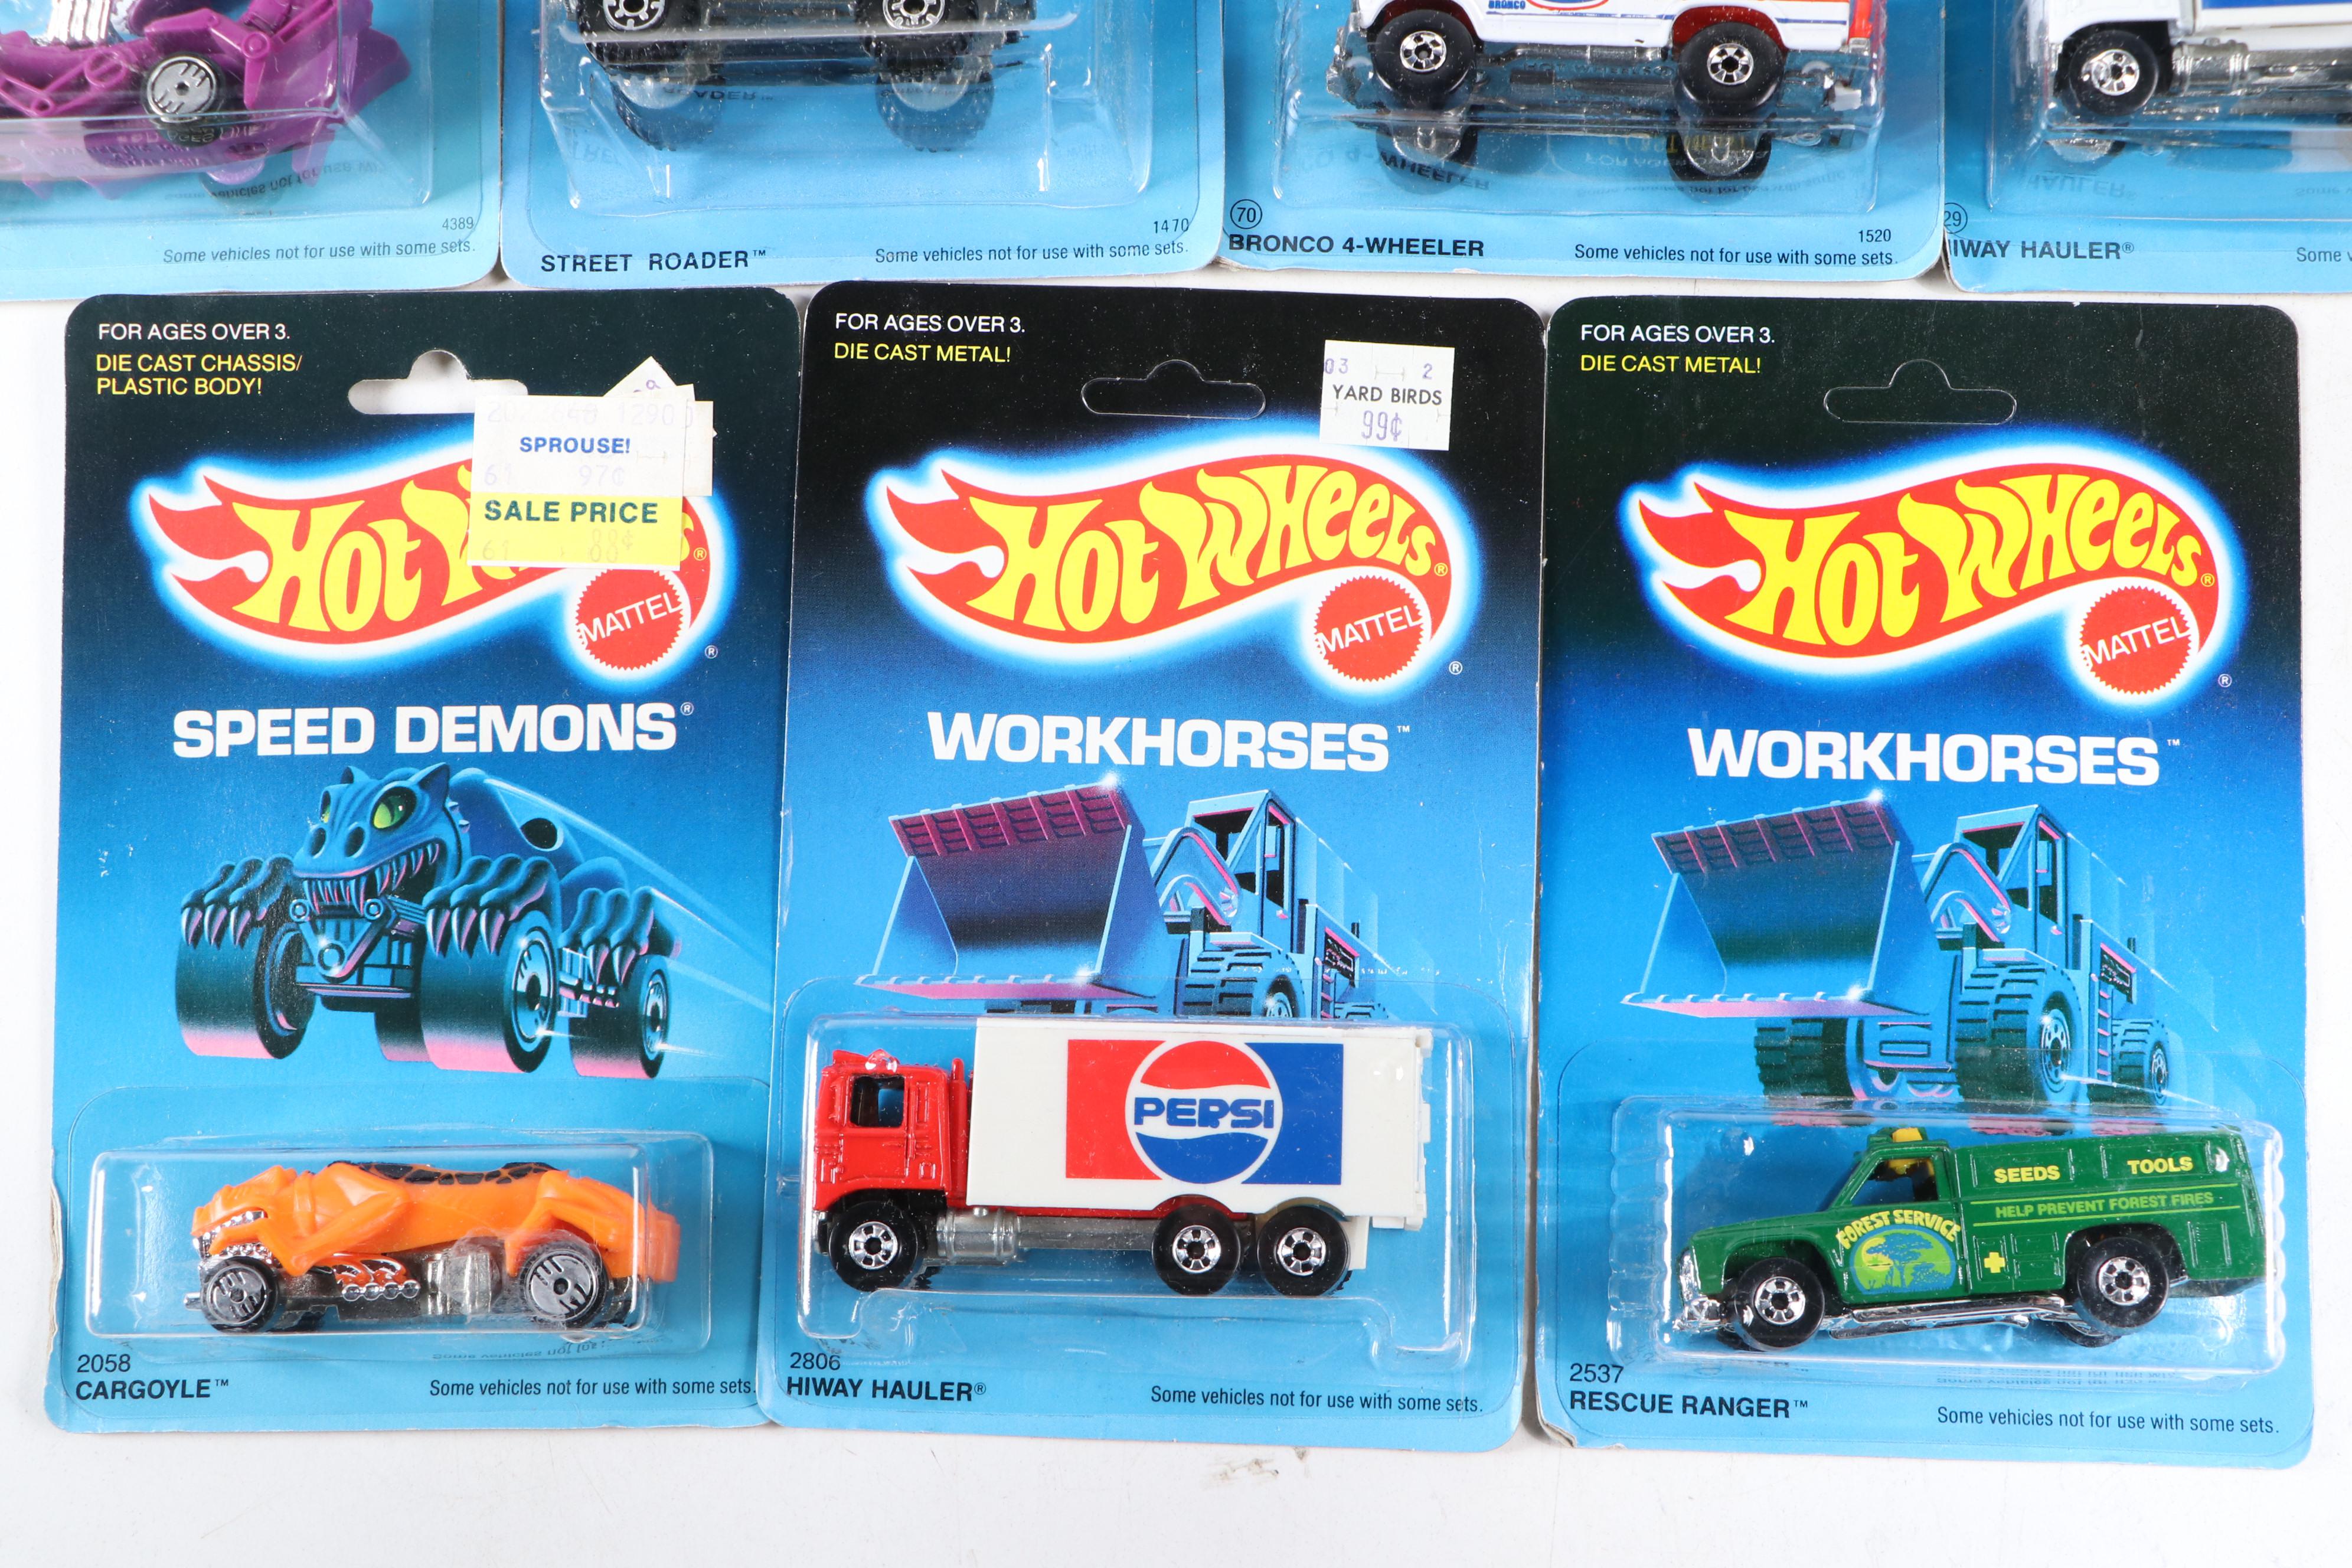 BRONCO
4389
Some vehicles not for use with some sets.
1470
STREET ROADER™
Some vehicles not for use with some sets.
70
BRONCO 4-WHEELER
1520
Some vehicles not for use with some sets.
29
IWAY HAULER®
Some v
FOR AGES OVER 3.
DIE CAST CHASSIS/
PLASTIC BODY!
SPROUSE!
61 97¢
SALE PRICE
HOT W S®
MATTEL
®
SPEED DEMONS®
2058
CARGOYLE™
Some vehicles not for use with some sets.
FOR AGES OVER 3.
DIE CAST METAL!
03 2
YARD BIRDS
99¢
HOT WHEELS®
MATTEL
®
WORKHORSES™
PEPSI
2806
HIWAY HAULER®
Some vehicles not for use with some sets.
FOR AGES OVER 3.
DIE CAST METAL!
HOT WHEELS®
MATTEL
®
WORKHORSES™
SEEDS TOOLS
HELP PREVENT FOREST FIRES
FOREST SERVICE
2537
RESCUE RANGER™
Some vehicles not for use with some sets.